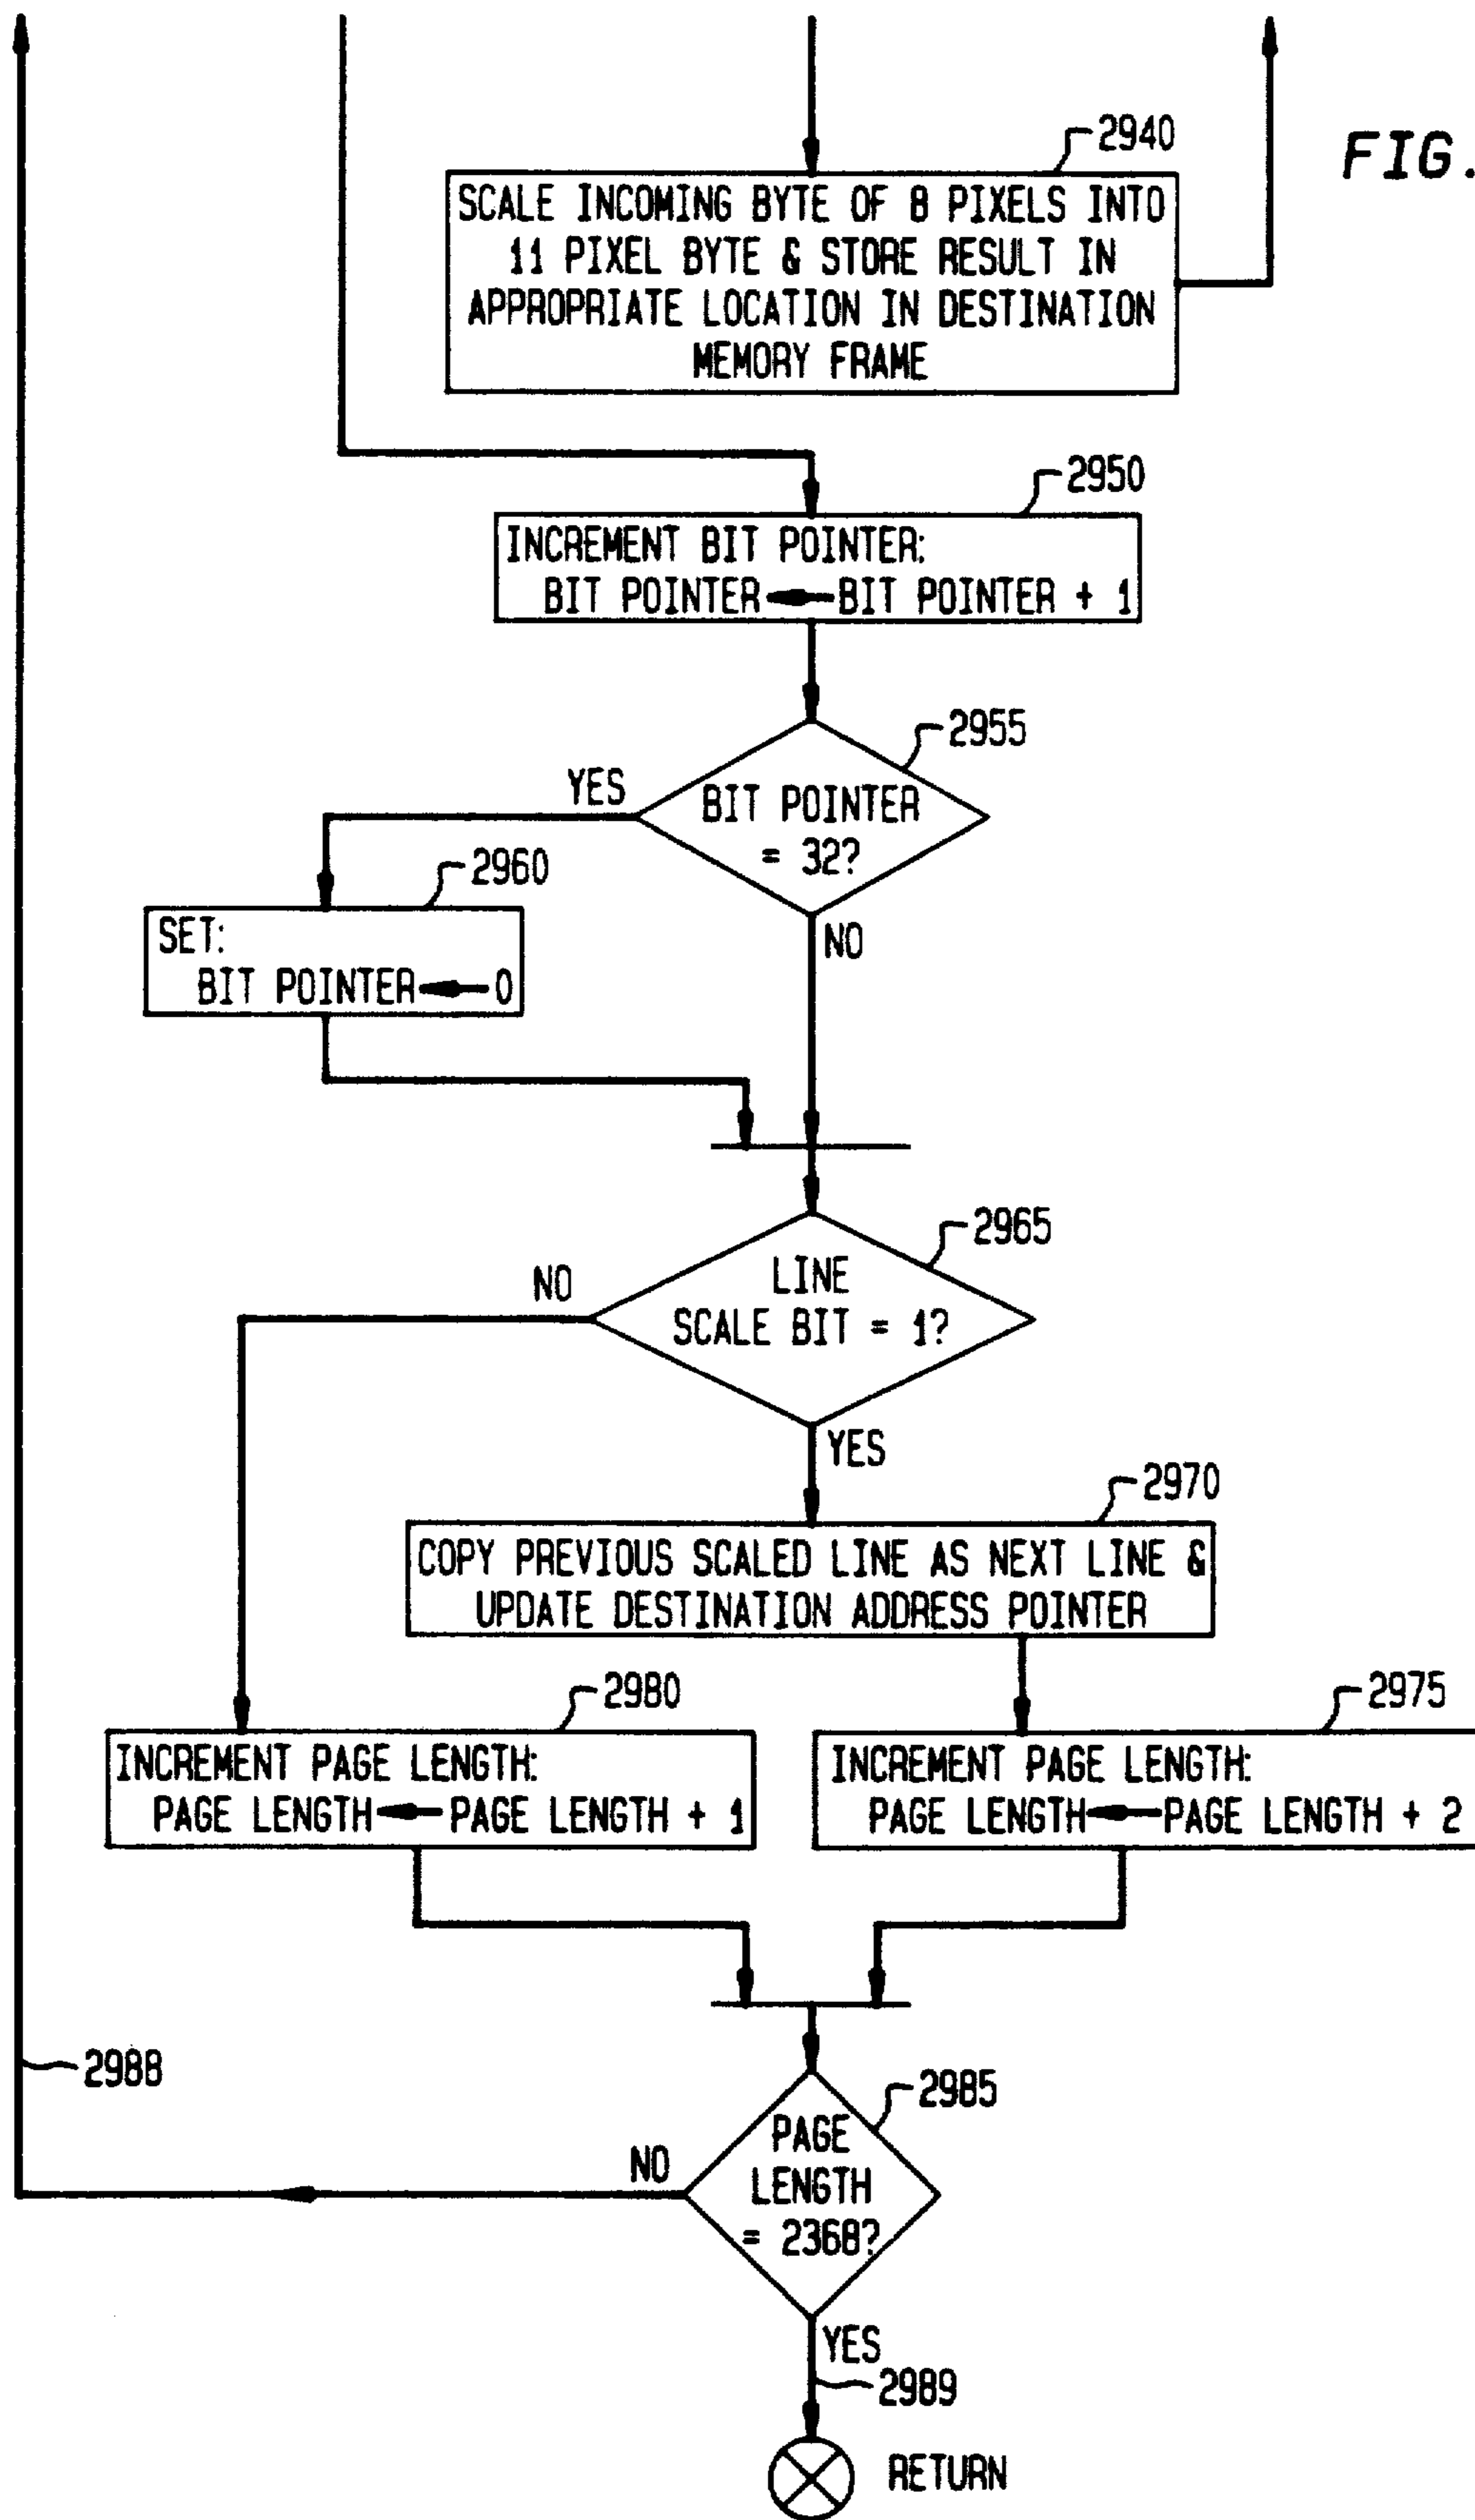 2940
FIG.
SCALE INCOMING BYTE OF 8 PIXELS INTO
11 PIXEL BYTE & STORE RESULT IN
APPROPRIATE LOCATION IN DESTINATION
MEMORY FRAME
2950
INCREMENT BIT POINTER:
BIT POINTER ← BIT POINTER + 1
2955
YES
BIT POINTER
= 32?
2960
NO
SET:
BIT POINTER ← 0
2965
NO
LINE
SCALE BIT = 1?
YES
2970
COPY PREVIOUS SCALED LINE AS NEXT LINE &
UPDATE DESTINATION ADDRESS POINTER
2980
2975
INCREMENT PAGE LENGTH:
PAGE LENGTH ← PAGE LENGTH + 1
INCREMENT PAGE LENGTH:
PAGE LENGTH ← PAGE LENGTH + 2
2988
2985
NO
PAGE
LENGTH
= 2368?
YES
2989
RETURN